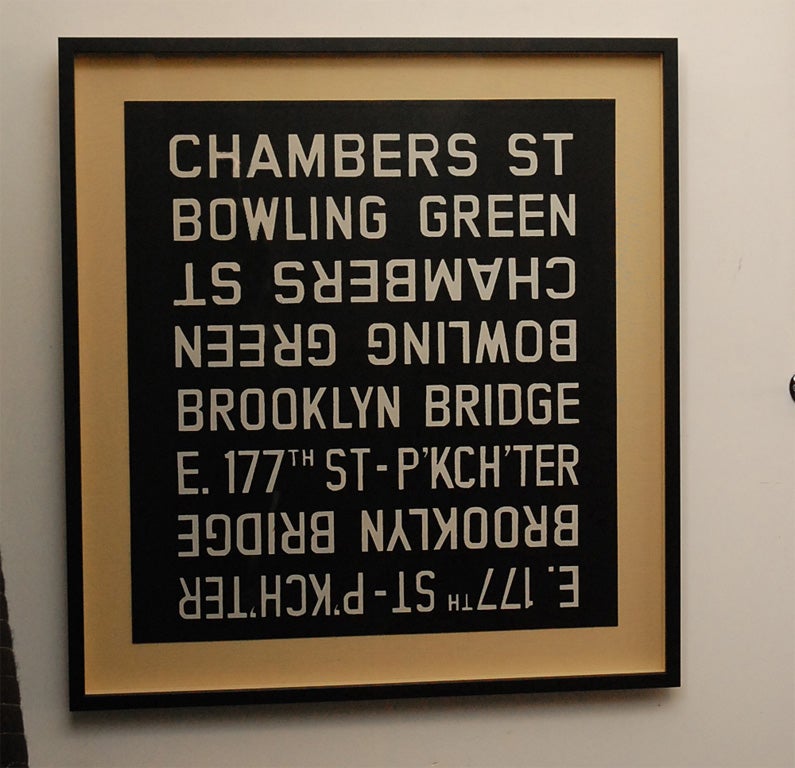 CHAMBERS ST
BOWLING GREEN
CHAMBERS ST
BOWLING GREEN
BROOKLYN BRIDGE
E. 177TH ST-P'KCH'TER
BROOKLYN BRIDGE
E. 177TH ST-P'KCH'TER